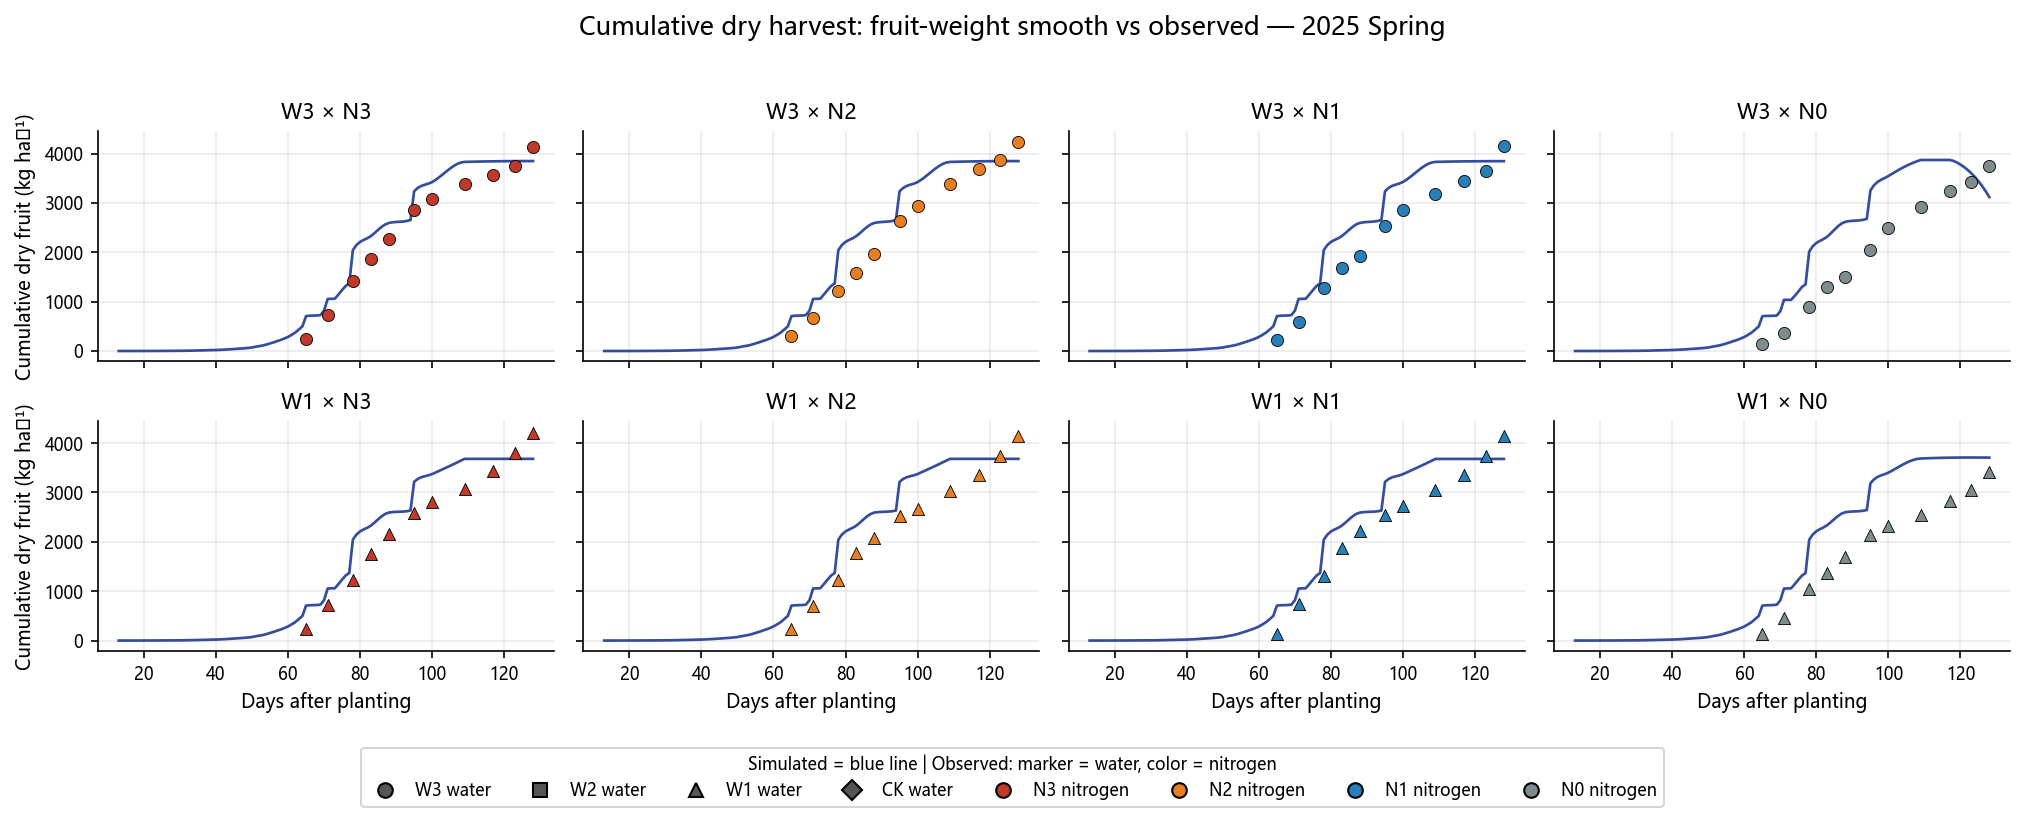 Cumulative dry harvest: fruit-weight smooth vs observed — 2025 Spring
W3 × N3
W3 × N2
W3 × N1
W3 × N0
Cumulative dry fruit (kg ha□¹)
4000
3000
2000
1000
0
W1 × N3
W1 × N2
W1 × N1
W1 × N0
Cumulative dry fruit (kg ha□¹)
4000
3000
2000
1000
0
20 40 60 80 100 120
20 40 60 80 100 120
20 40 60 80 100 120
20 40 60 80 100 120
Days after planting
Days after planting
Days after planting
Days after planting
Simulated = blue line | Observed: marker = water, color = nitrogen
W3 water W2 water W1 water CK water N3 nitrogen N2 nitrogen N1 nitrogen N0 nitrogen